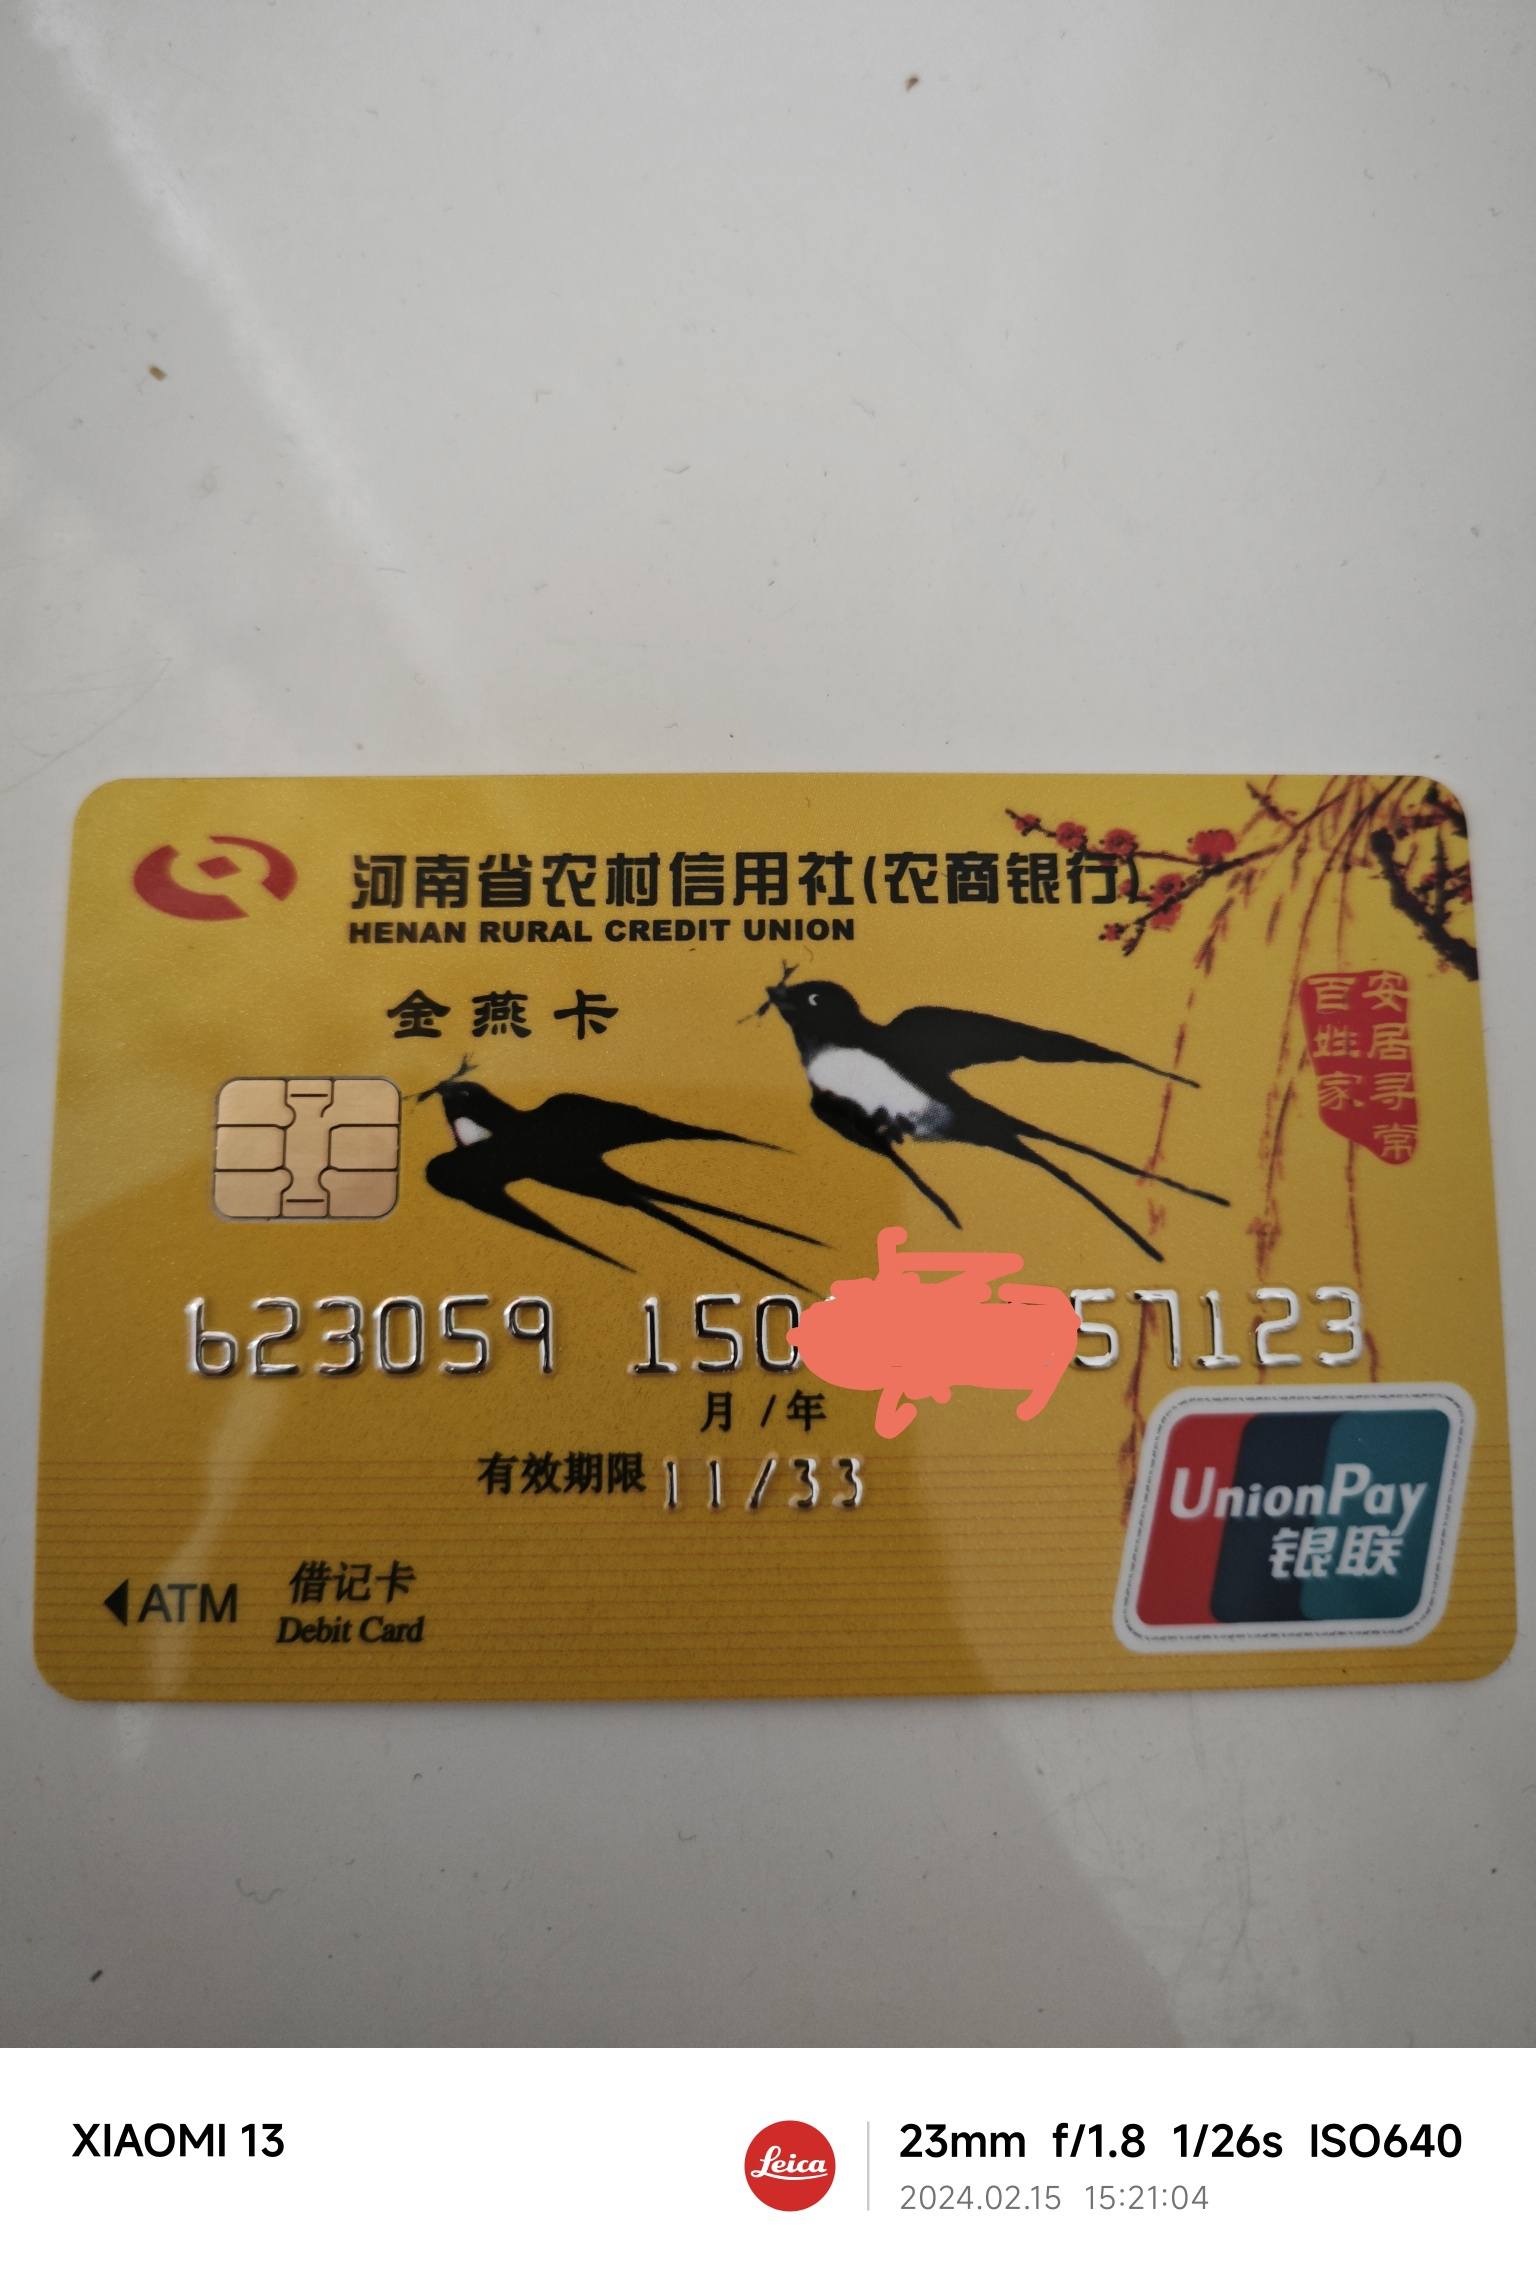 河南省农村信用社(农商银行)
HENAN RURAL CREDIT UNION
金燕卡
安居寻常
百姓家
623059 150 57123
月/年
有效期限 11/33
ATM 借记卡
Debit Card
UnionPay
银联
XIAOMI 13
Leica
23mm f/1.8 1/26s ISO640
2024.02.15 15:21:04